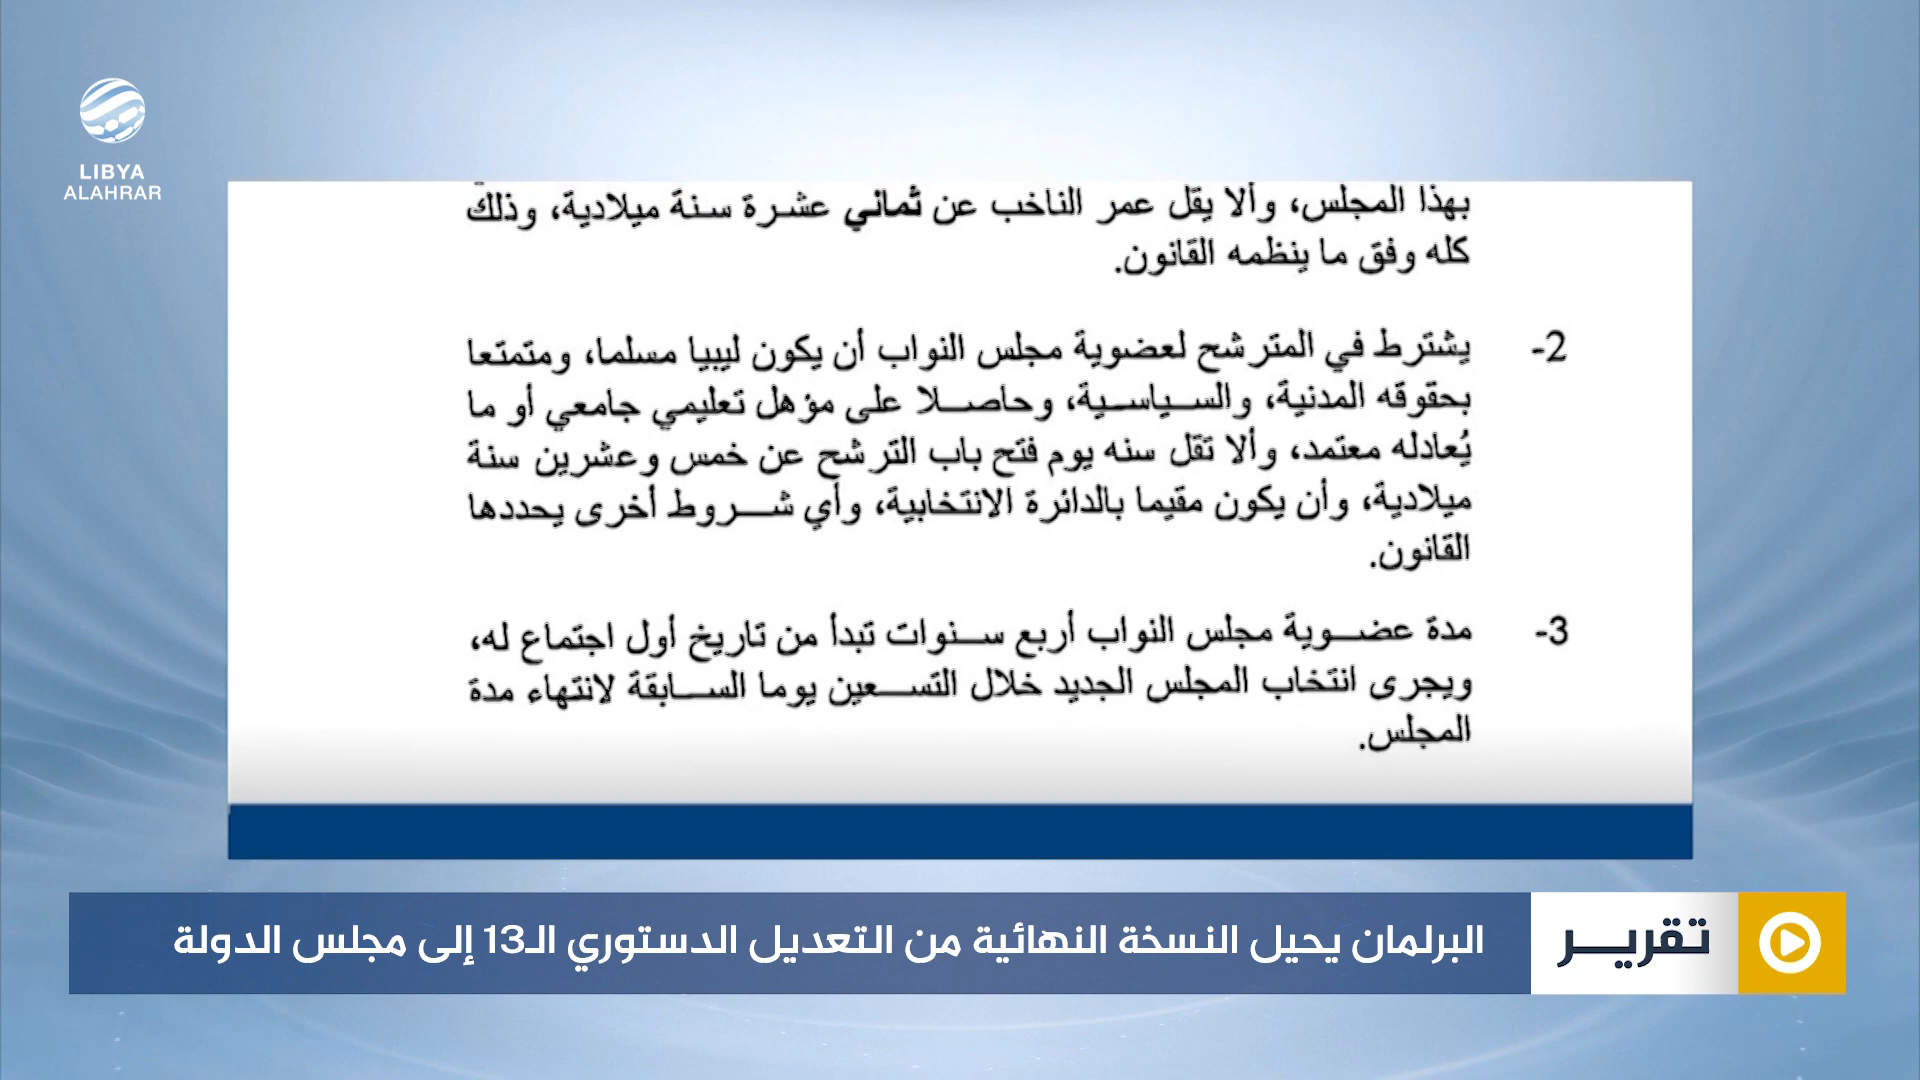 LIBYA
ALAHRAR
بهذا المجلس، وألا يقل عمر الناخب عن ثماني عشرة سنة ميلادية، وذلك
كله وفق ما ينظمه القانون.
2- يشترط في المترشح لعضوية مجلس النواب أن يكون ليبيا مسلما، ومتمتعا
بحقوقه المدنية، والسياسية، وحاصلا على مؤهل تعليمي جامعي أو ما
يُعادله معتمد، وألا تقل سنه يوم فتح باب الترشح عن خمس وعشرين سنة
ميلادية، وأن يكون مقيما بالدائرة الانتخابية، وأي شروط أخرى يحددها
القانون.
3- مدة عضوية مجلس النواب أربع سنوات تبدأ من تاريخ أول اجتماع له،
ويجرى انتخاب المجلس الجديد خلال التسعين يوما السابقة لانتهاء مدة
المجلس.
تقرير
البرلمان يحيل النسخة النهائية من التعديل الدستوري الـ13 إلى مجلس الدولة